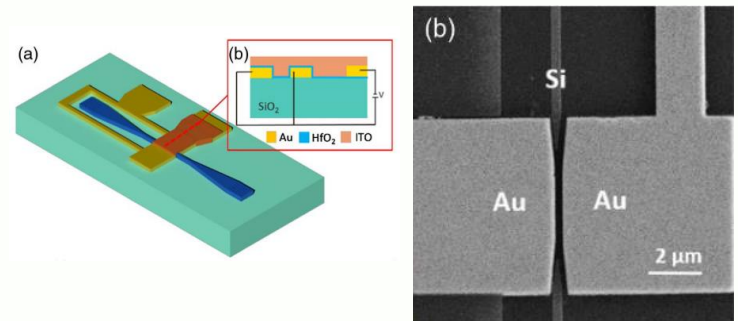 (a)
(b)
SiO₂
V
Au HfO₂ ITO
(b)
Si
Au Au
2 μm